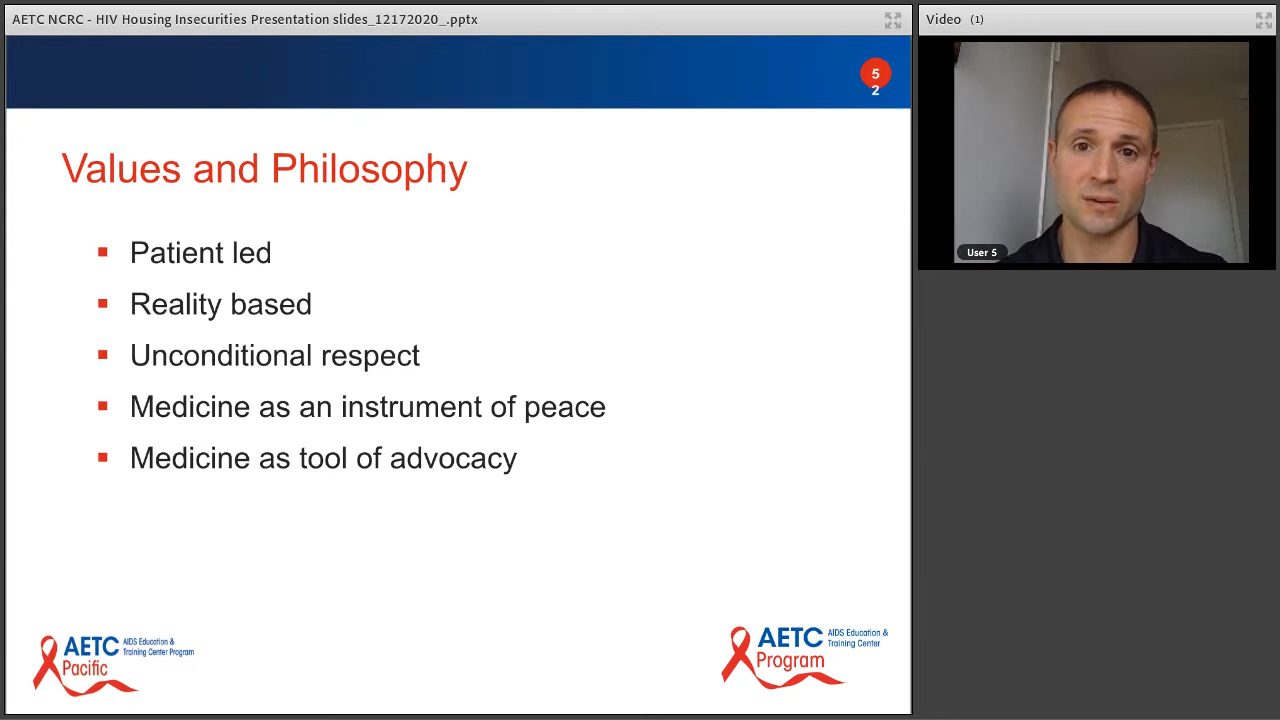 AETC NCRC - HIV Housing Insecurities Presentation slides_12172020_.pptx
Video (1)
5
2
Values and Philosophy
▪ Patient led
▪ Reality based
▪ Unconditional respect
▪ Medicine as an instrument of peace
▪ Medicine as tool of advocacy
User 5
AETC AIDS Education &
Training Center Program
Pacific
AETC AIDS Education &
Training Center
Program